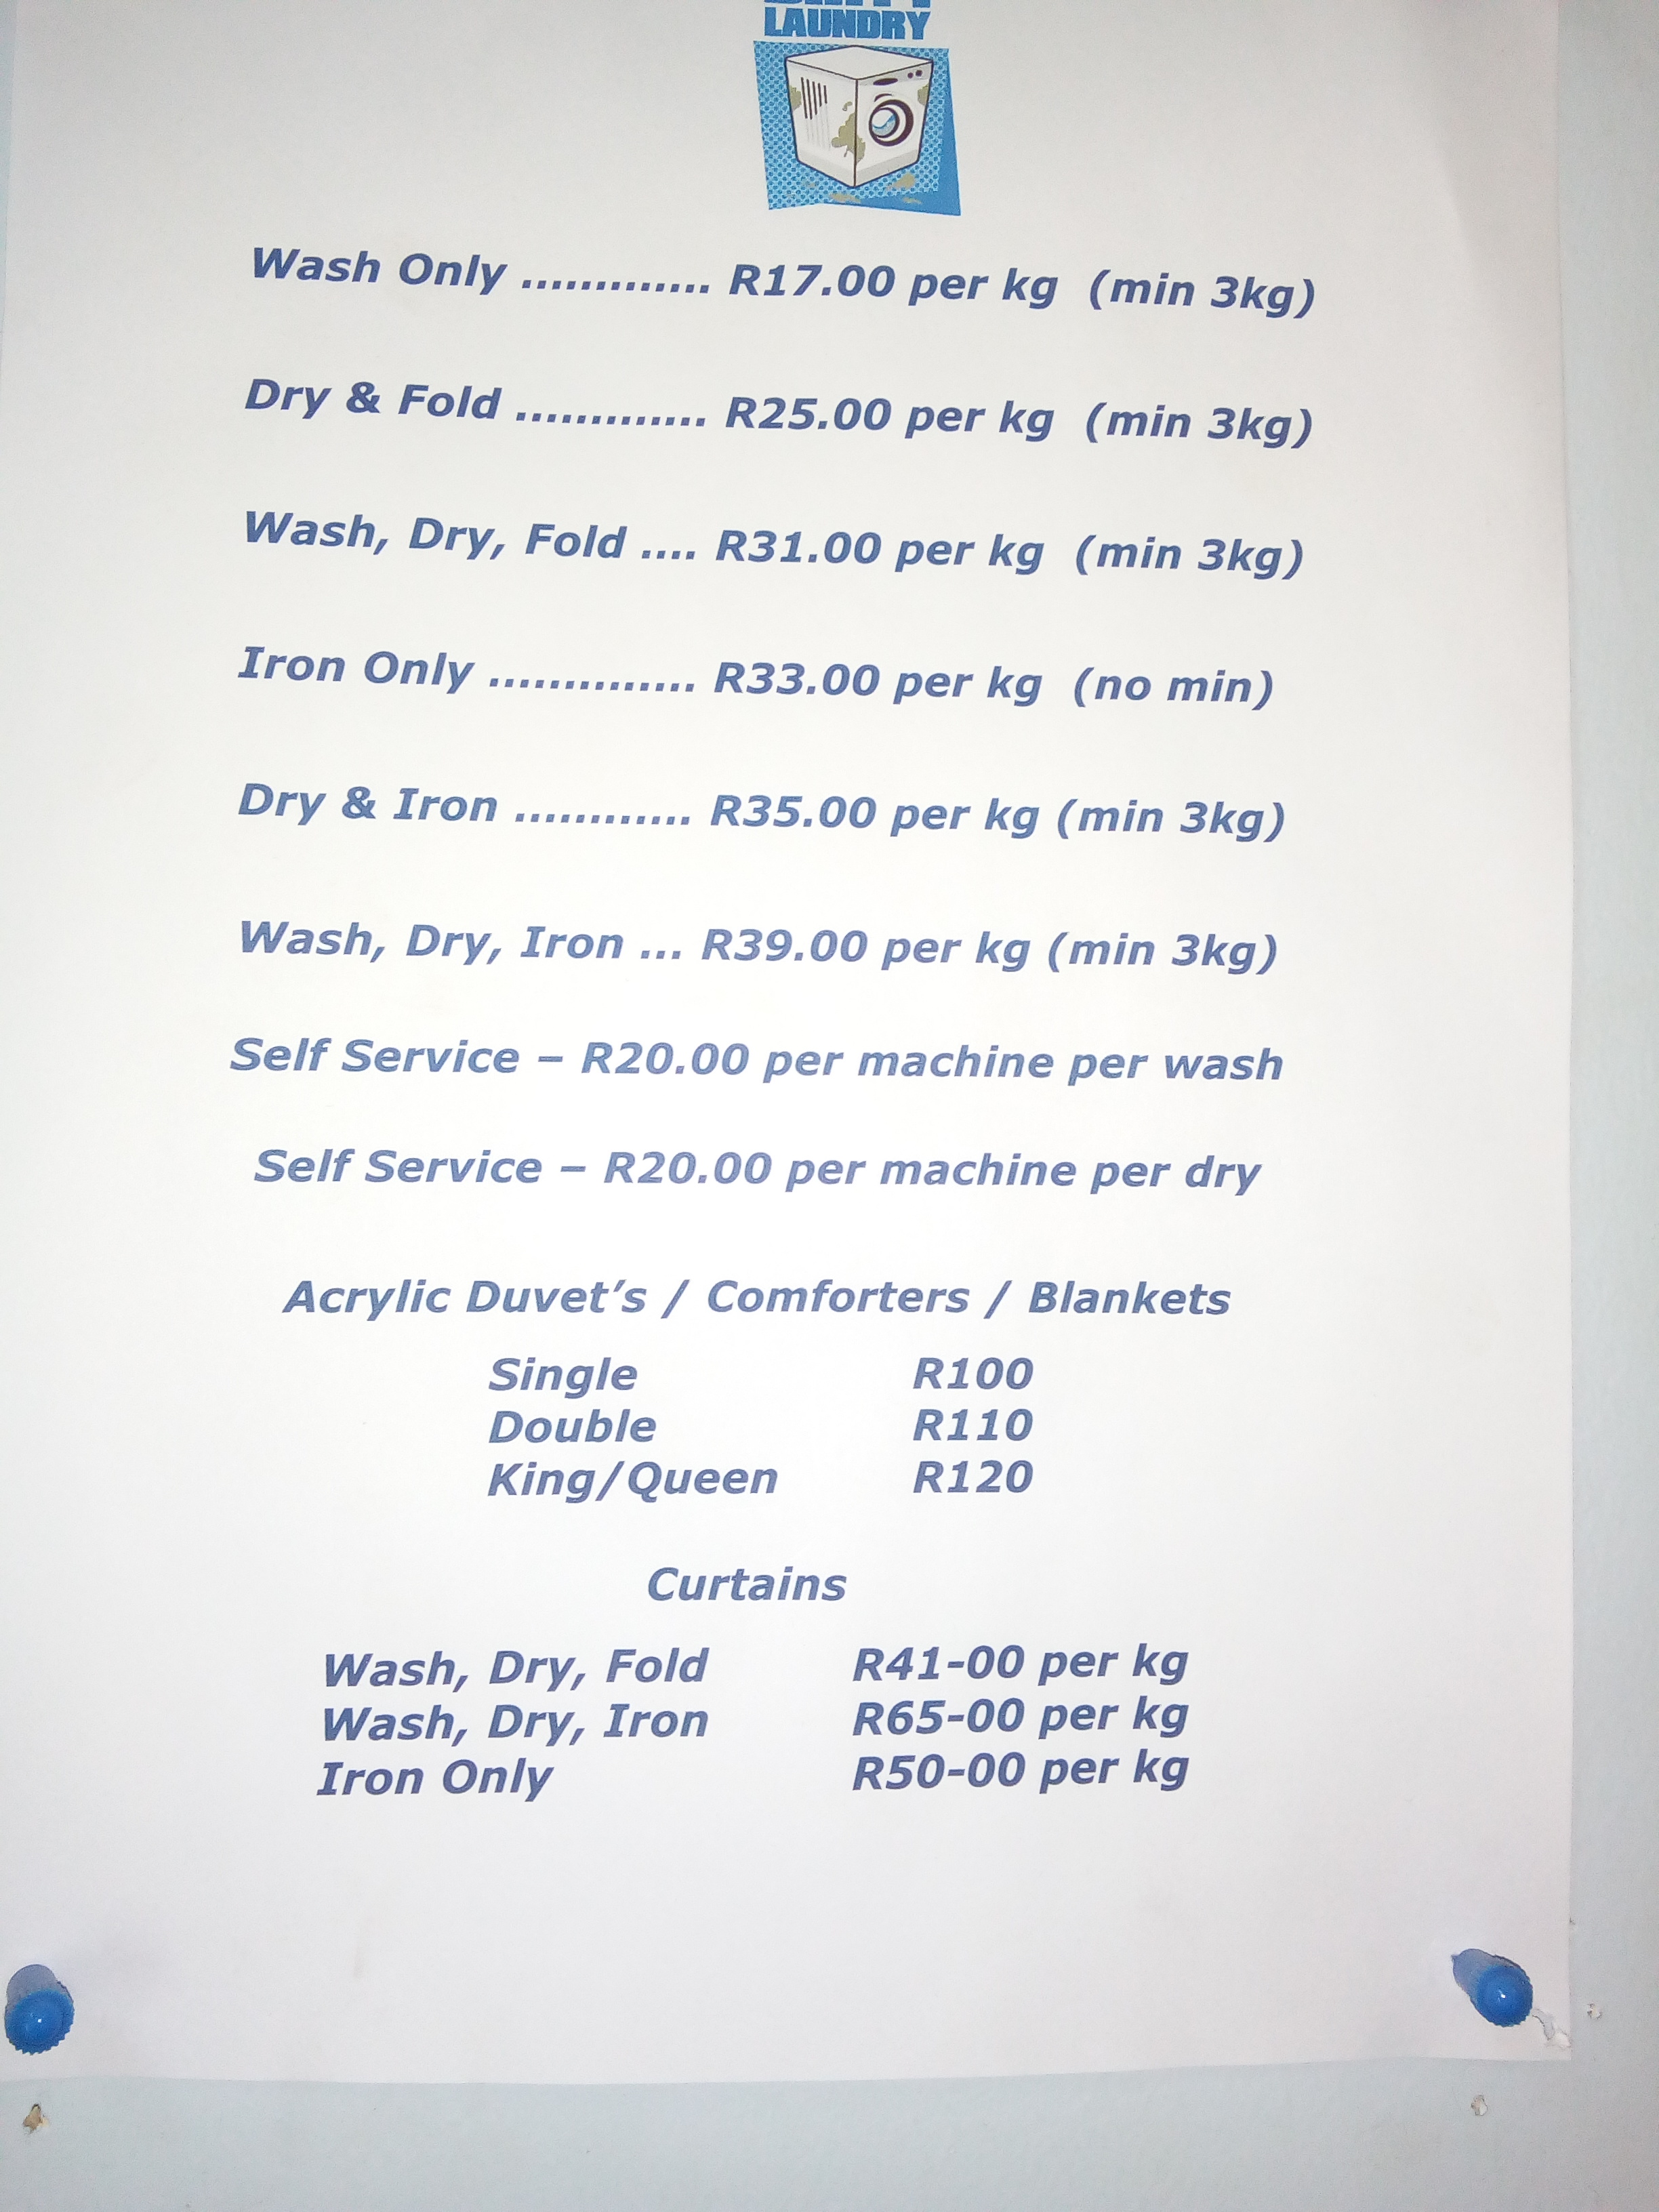 LAUNDRY
Wash Only ............. R17.00 per kg (min 3kg)
Dry & Fold ............. R25.00 per kg (min 3kg)
Wash, Dry, Fold .... R31.00 per kg (min 3kg)
Iron Only .............. R33.00 per kg (no min)
Dry & Iron ............ R35.00 per kg (min 3kg)
Wash, Dry, Iron ... R39.00 per kg (min 3kg)
Self Service – R20.00 per machine per wash
Self Service – R20.00 per machine per dry
Acrylic Duvet’s / Comforters / Blankets
Single R100
Double R110
King/Queen R120
Curtains
Wash, Dry, Fold R41-00 per kg
Wash, Dry, Iron R65-00 per kg
Iron Only R50-00 per kg